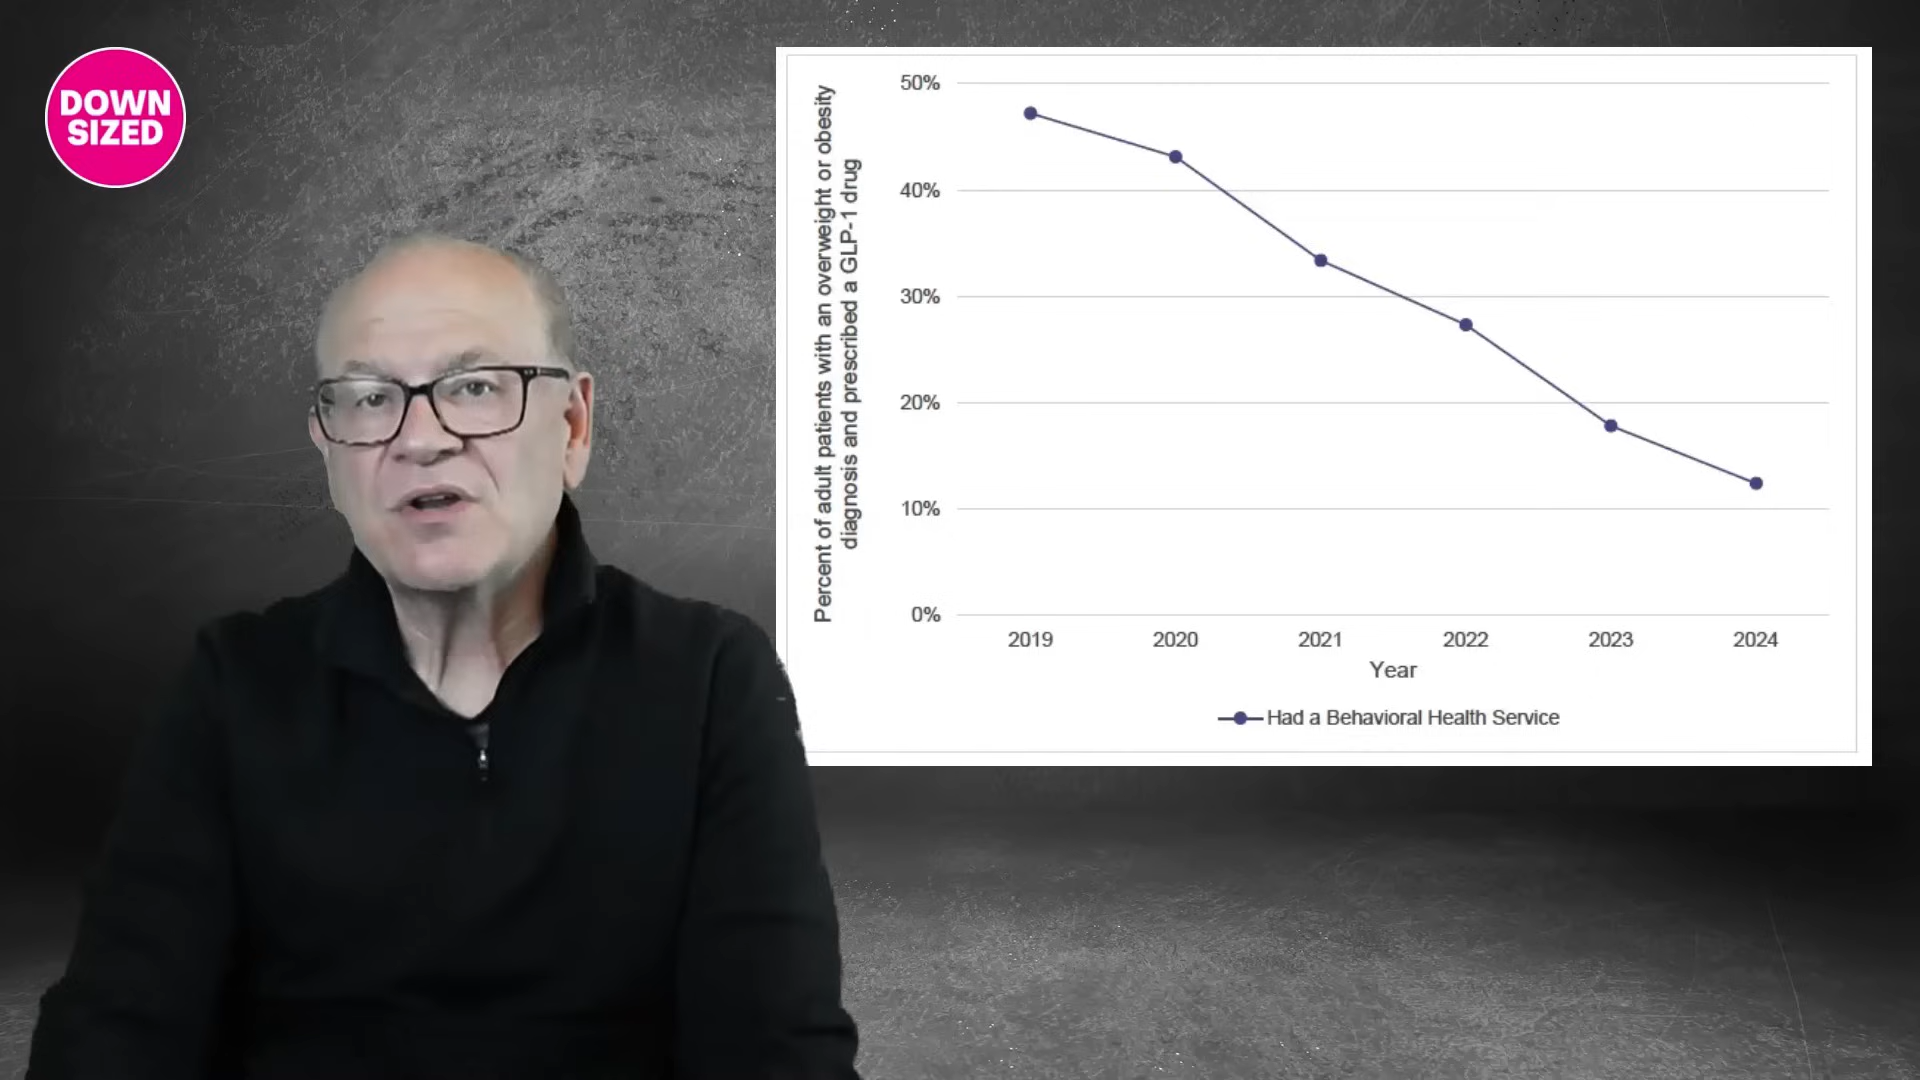 DOWN
SIZED
Percent of adult patients with an overweight or obesity
diagnosis and prescribed a GLP-1 drug
50%
40%
30%
20%
10%
0%
2019 2020 2021 2022 2023 2024
Year
Had a Behavioral Health Service